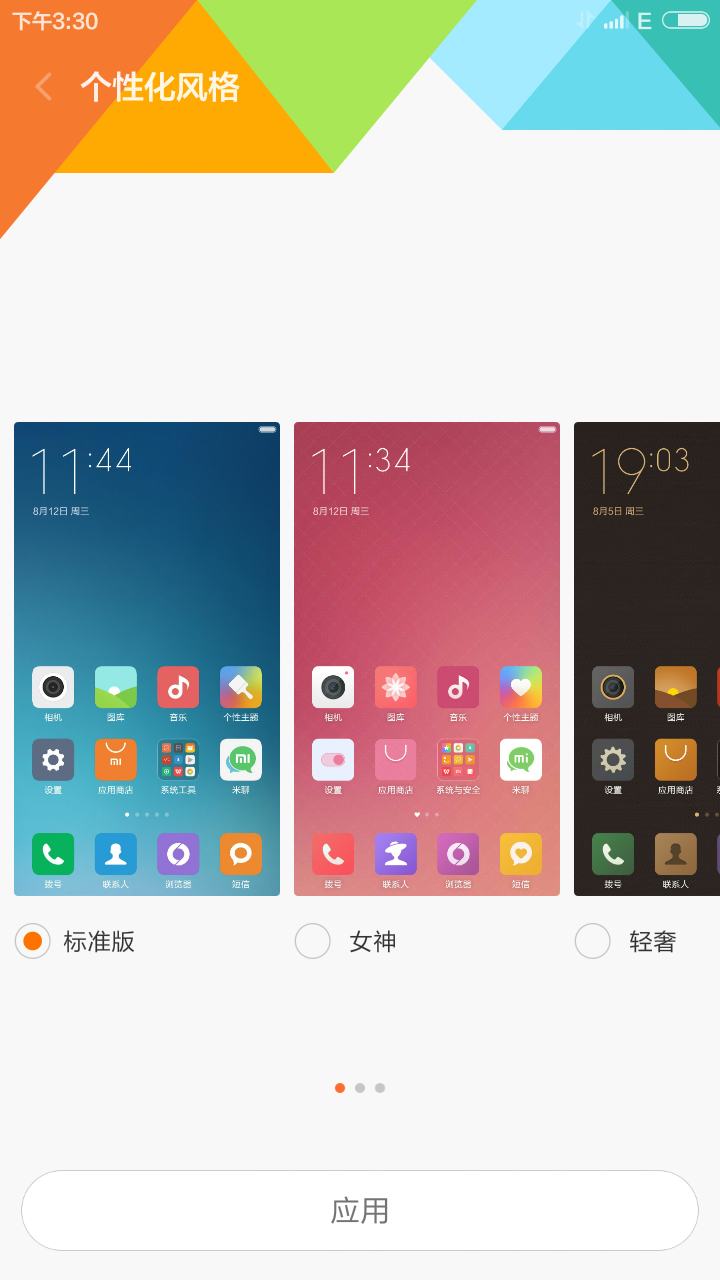 下午3:30
E
个性化风格
11:44
8月12日 周三
相机
图库
音乐
个性主题
设置
mi
应用商店
系统工具
mi
米聊
拨号
联系人
浏览器
短信
11:34
8月12日 周三
相机
图库
音乐
个性主题
设置
应用商店
系统与安全
mi
米聊
拨号
联系人
浏览器
短信
19:03
8月5日 周三
相机
图库
设置
应用商店
拨号
联系人
标准版
女神
轻奢
应用